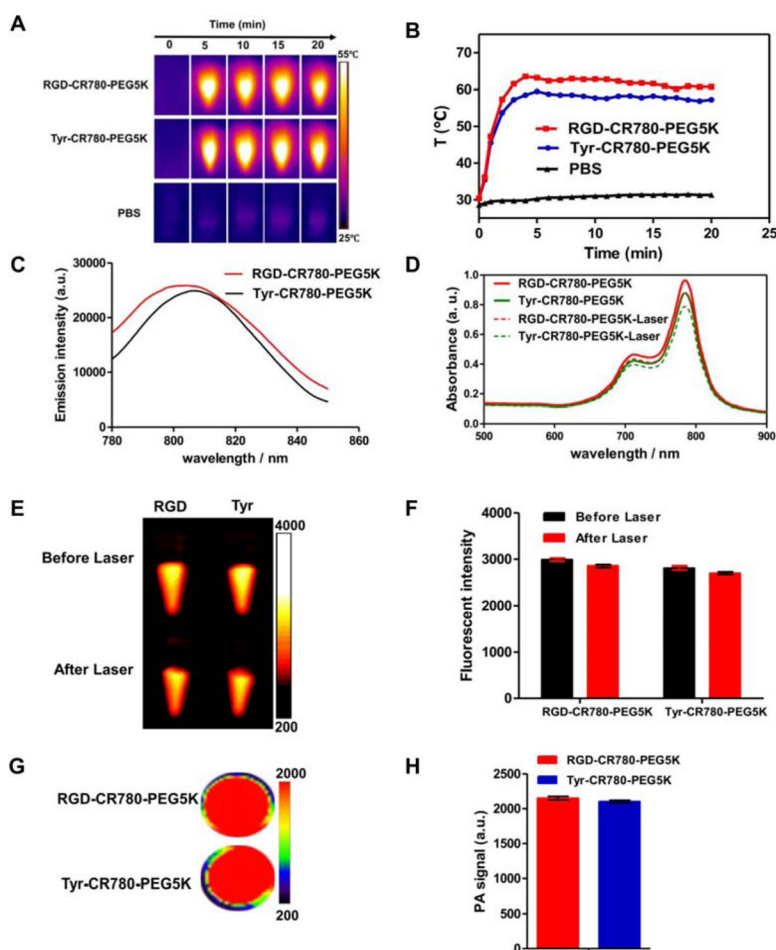 A
Time (min)
0 5 10 15 20
RGD-CR780-PEG5K
Tyr-CR780-PEG5K
PBS
55℃
25℃
B
T (℃)
70
60
50
40
30
RGD-CR780-PEG5K
Tyr-CR780-PEG5K
PBS
0 5 10 15 20 25
Time (min)
C
Emission intensity (a.u.)
30000
20000
10000
0
RGD-CR780-PEG5K
Tyr-CR780-PEG5K
780 800 820 840 860
wavelength / nm
D
Absorbance (a. u.)
1.0
0.8
0.6
0.4
0.2
0.0
RGD-CR780-PEG5K
Tyr-CR780-PEG5K
RGD-CR780-PEG5K-Laser
Tyr-CR780-PEG5K-Laser
500 600 700 800 900
wavelength / nm
E
RGD Tyr
Before Laser
After Laser
4000
200
F
Fluorescent intensity
4000
3000
2000
1000
0
Before Laser
After Laser
RGD-CR780-PEG5K Tyr-CR780-PEG5K
G
RGD-CR780-PEG5K
Tyr-CR780-PEG5K
2000
200
H
PA signal (a.u.)
RGD-CR780-PEG5K
Tyr-CR780-PEG5K
2500
2000
1500
1000
500
0